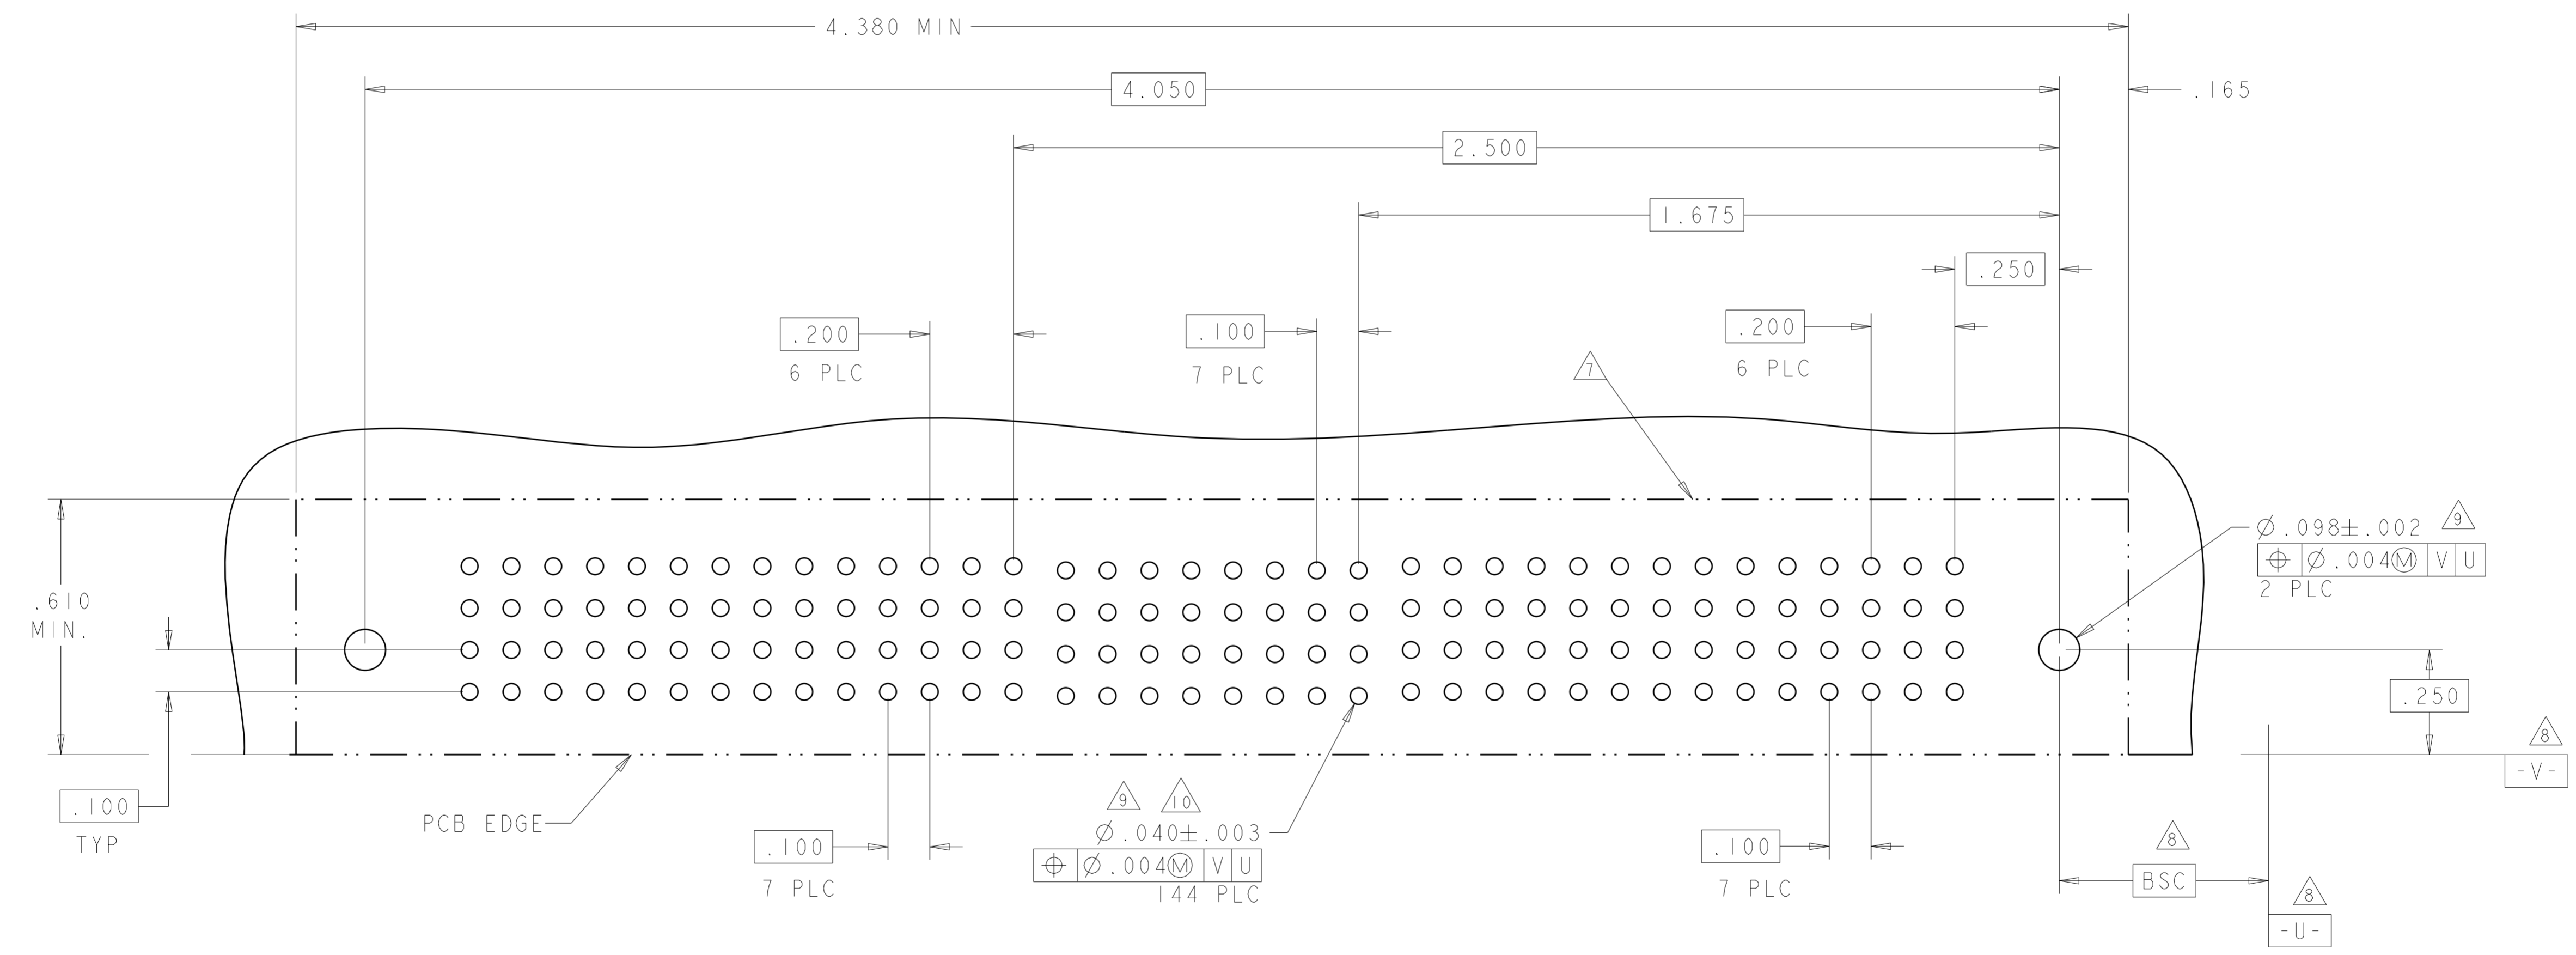 4.380 MIN
4.050
.165
2.500
1.675
.250
.200
6 PLC
.100
7 PLC
.200
6 PLC
7
Ø.098±.002 9
⌖ Ø.004Ⓜ V U
2 PLC
.610
MIN.
.250
8
-V-
.100
TYP
PCB EDGE
.100
7 PLC
9 10
Ø.040±.003
⌖ Ø.004Ⓜ V U
144 PLC
.100
7 PLC
8
BSC
8
-U-